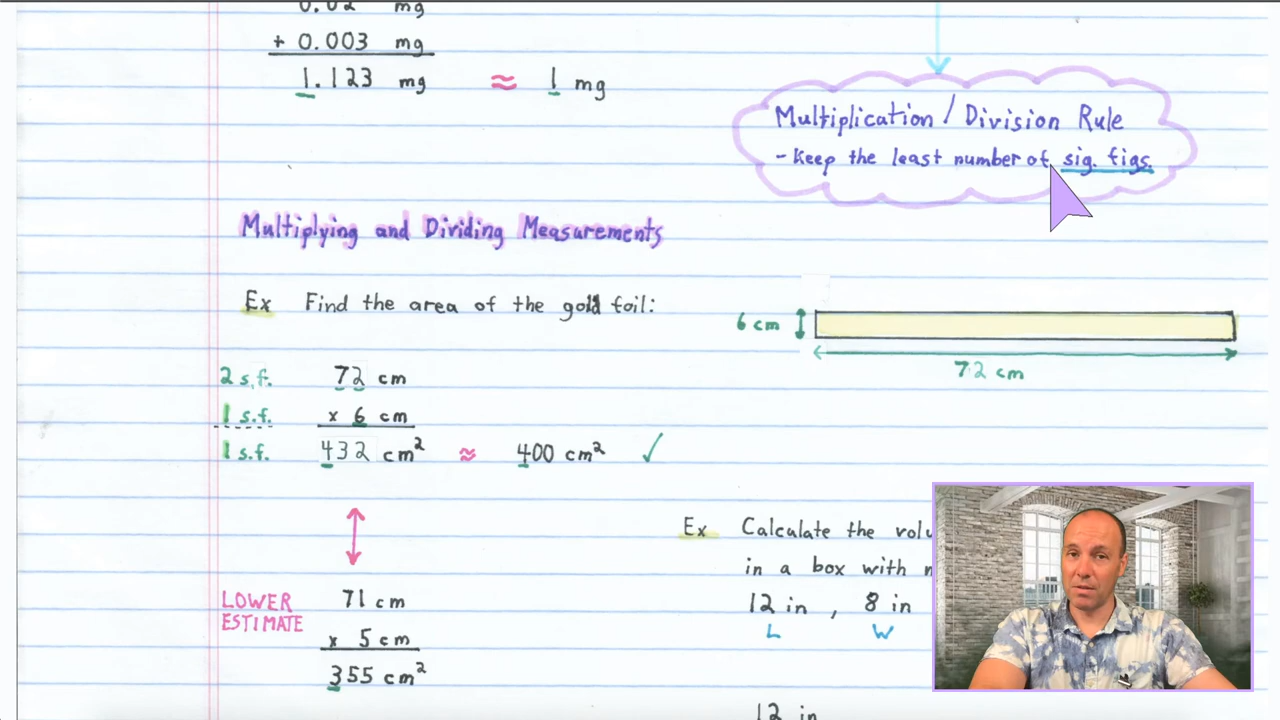 0.02 mg
+ 0.003 mg
1.123 mg ≈ 1 mg
Multiplication / Division Rule
- Keep the least number of sig. figs.
Multiplying and Dividing Measurements
Ex Find the area of the gold foil:
6 cm
72 cm
2 s.f. 72 cm
1 s.f. x 6 cm
1 s.f. 432 cm² ≈ 400 cm² ✓
Ex Calculate the
in a box with
12 in , 8 in
L W
LOWER
ESTIMATE
71 cm
x 5 cm
355 cm²
12 in